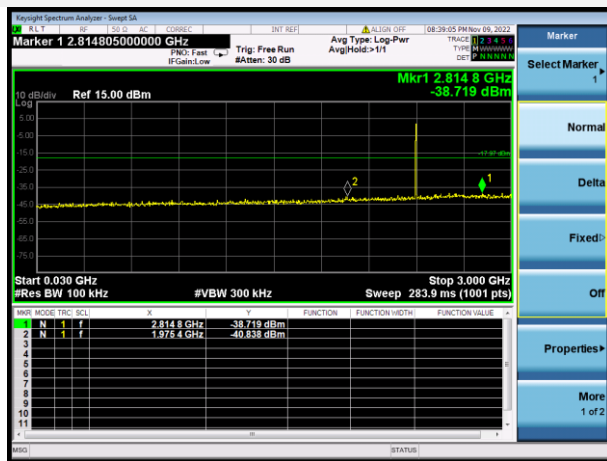 Keysight Spectrum Analyzer - Swept SA
RLT RF 50 Ω AC CORREC INT REF ALIGN OFF 08:39:05 PM Nov 09, 2022
Marker 1 2.814805000000 GHz
PNO: Fast
IFGain:Low
Trig: Free Run
#Atten: 30 dB
Avg Type: Log-Pwr
Avg|Hold:>1/1
TRACE 1 2 3 4 5 6
TYPE M WWWWW
DET P NNNNN
Mkr1 2.814 8 GHz
-38.719 dBm
10 dB/div Ref 15.00 dBm
Log
5.00
-5.00
-15.0
-17.97 dBm
-25.0
-35.0
-45.0
-55.0
-65.0
-75.0
2
1
Start 0.030 GHz Stop 3.000 GHz
#Res BW 100 kHz #VBW 300 kHz Sweep 283.9 ms (1001 pts)
MKR MODE TRC SCL X Y FUNCTION FUNCTION WIDTH FUNCTION VALUE
1 N 1 f 2.814 8 GHz -38.719 dBm
2 N 1 f 1.975 4 GHz -40.838 dBm
3
4
5
6
7
8
9
10
11
MSG STATUS
Marker
Select Marker
1
Normal
Delta
Fixed
Off
Properties
More
1 of 2